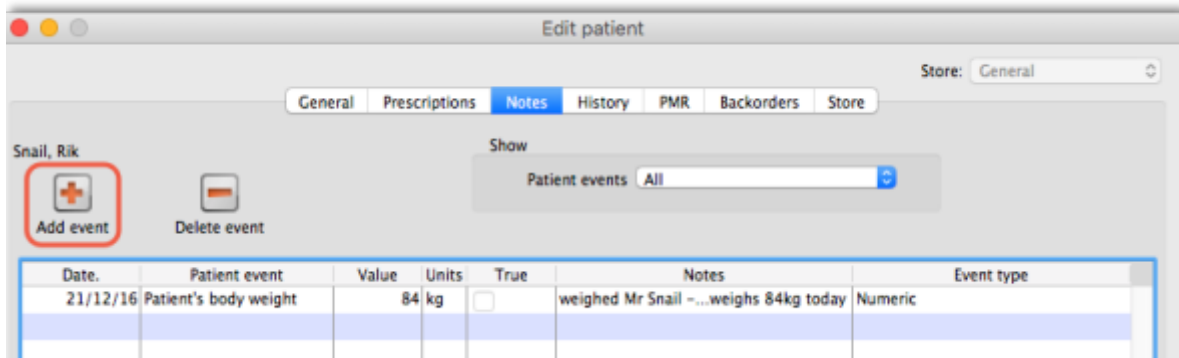 Edit patient
Store: General
General Prescriptions Notes History PMR Backorders Store
Snail, Rik
Show
Patient events All
Add event Delete event
Date. Patient event Value Units True Notes Event type
21/12/16 Patient's body weight 84 kg weighed Mr Snail –...weighs 84kg today Numeric